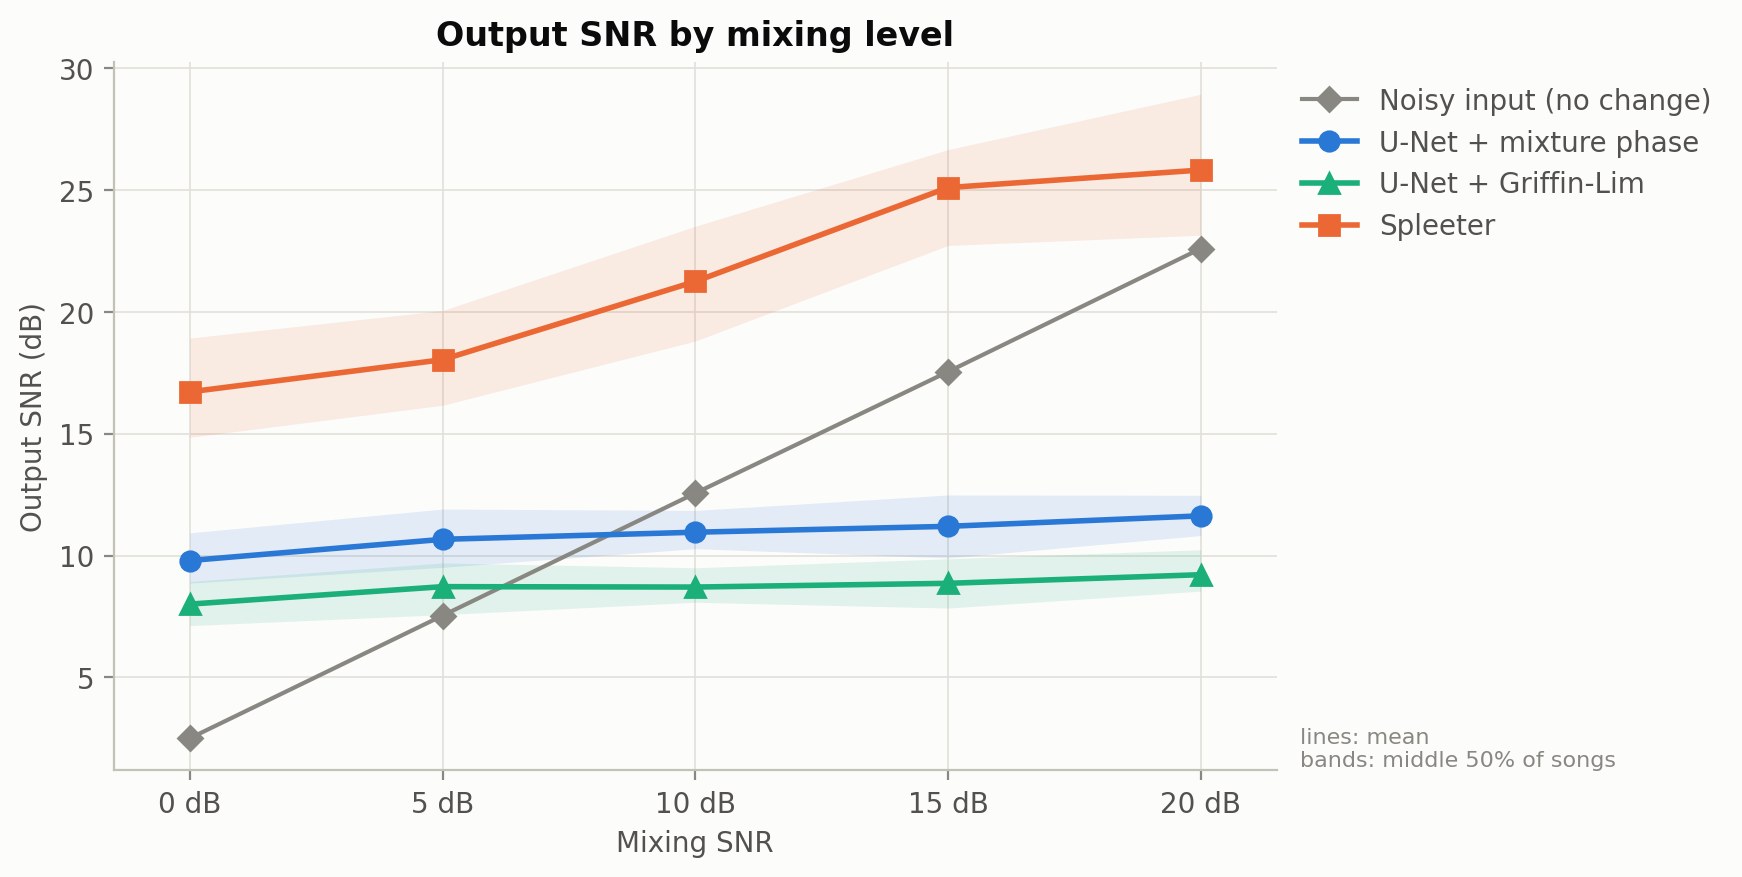 Output SNR by mixing level
30
25
20
15
10
5
Output SNR (dB)
0 dB
5 dB
10 dB
15 dB
20 dB
Mixing SNR
Noisy input (no change)
U-Net + mixture phase
U-Net + Griffin-Lim
Spleeter
lines: mean
bands: middle 50% of songs